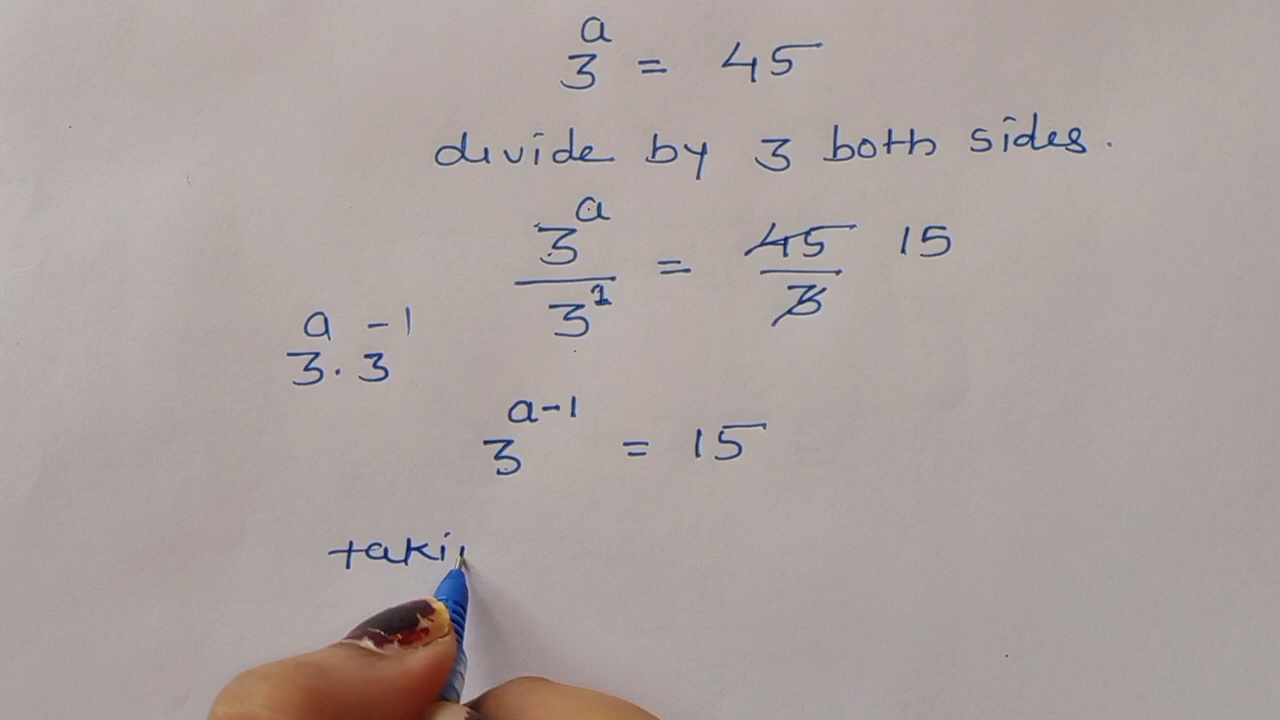 3^a = 45
divide by 3 both sides.
3^a / 3^1 = 45 / 3 15
3^a . 3^-1
3^a-1 = 15
taki